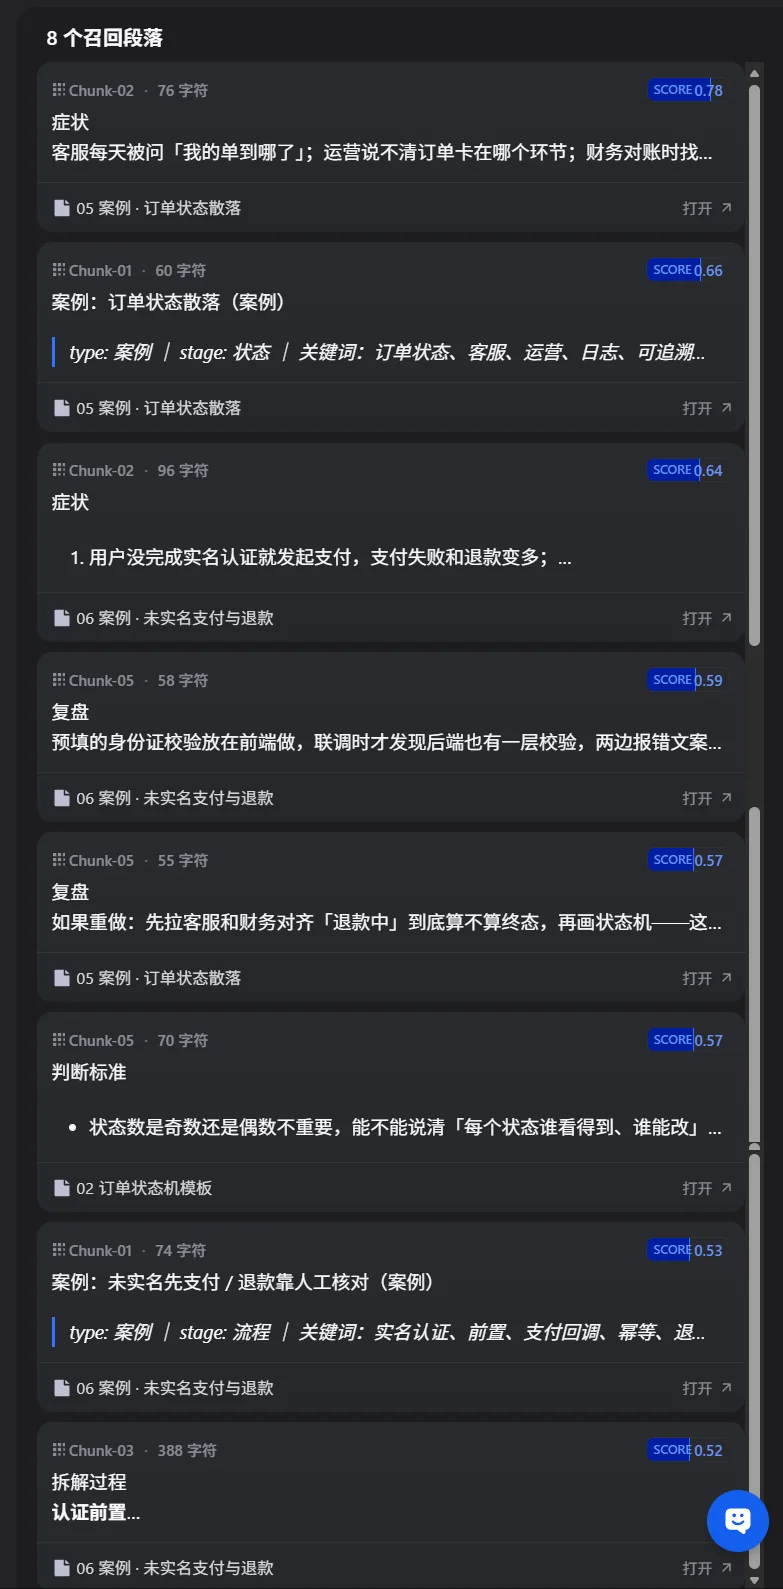 8 个召回段落
Chunk-02 · 76 字符 SCORE 0.78
症状
客服每天被问「我的单到哪了」；运营说不清订单卡在哪个环节；财务对账时找...
05 案例 · 订单状态散落 打开
Chunk-01 · 60 字符 SCORE 0.66
案例：订单状态散落（案例）
type: 案例 ｜ stage: 状态 ｜ 关键词：订单状态、客服、运营、日志、可追溯...
05 案例 · 订单状态散落 打开
Chunk-02 · 96 字符 SCORE 0.64
症状
1. 用户没完成实名认证就发起支付，支付失败和退款变多；...
06 案例 · 未实名支付与退款 打开
Chunk-05 · 58 字符 SCORE 0.59
复盘
预填的身份证校验放在前端做，联调时才发现后端也有一层校验，两边报错文案...
06 案例 · 未实名支付与退款 打开
Chunk-05 · 55 字符 SCORE 0.57
复盘
如果重做：先拉客服和财务对齐「退款中」到底算不算终态，再画状态机——这...
05 案例 · 订单状态散落 打开
Chunk-05 · 70 字符 SCORE 0.57
判断标准
• 状态数是奇数还是偶数不重要，能不能说清「每个状态谁看得到、谁能改」...
02 订单状态机模板 打开
Chunk-01 · 74 字符 SCORE 0.53
案例：未实名先支付 / 退款靠人工核对（案例）
type: 案例 ｜ stage: 流程 ｜ 关键词：实名认证、前置、支付回调、幂等、退...
06 案例 · 未实名支付与退款 打开
Chunk-03 · 388 字符 SCORE 0.52
拆解过程
认证前置...
06 案例 · 未实名支付与退款 打开